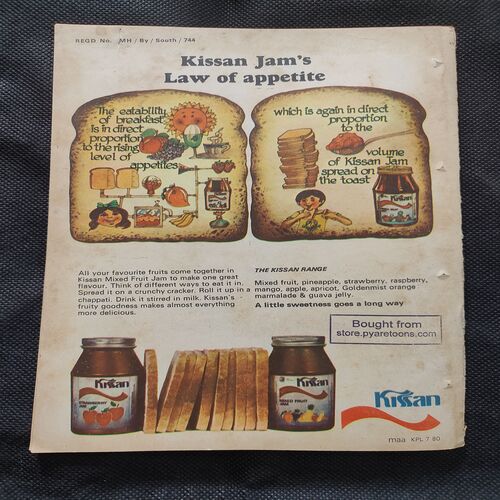 REGD No. MH / By / South / 744
Kissan Jam's
Law of appetite
The eatability
of breakfast
is in direct
proportion
to the rising
level of
appetites
which is again in direct
proportion
to the
volume
of Kissan Jam
spread on
the toast
All your favourite fruits come together in
Kissan Mixed Fruit Jam to make one great
flavour. Think of different ways to eat it in.
Spread it on a crunchy cracker. Roll it up in a
chappati. Drink it stirred in milk. Kissan's
fruity goodness makes almost everything
more delicious.
THE KISSAN RANGE
Mixed fruit, pineapple, strawberry, raspberry,
mango, apple, apricot, Goldenmist orange
marmalade & guava jelly.
A little sweetness goes a long way
Bought from
store.pyaretoons.com
Kissan
STRAWBERRY
JAM
Kissan
MIXED FRUIT
JAM
Kissan
maa KPL 7 80